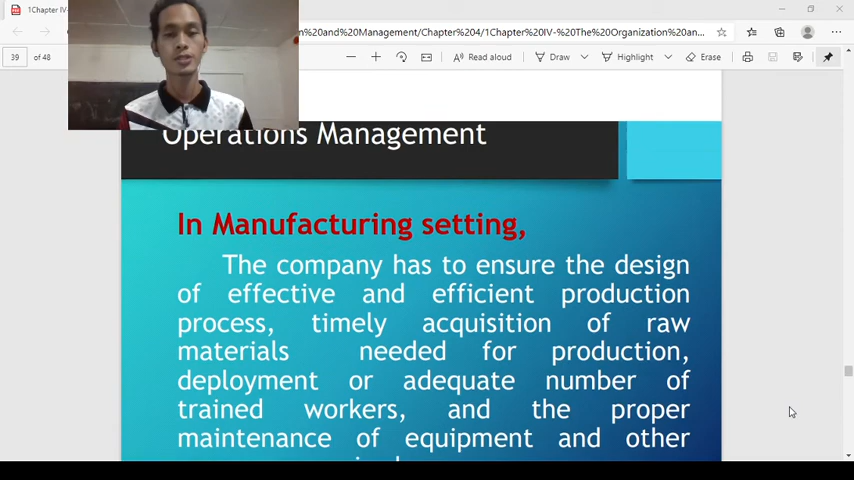 1Chapter IV-
n%20and%20Management/Chapter%204/1Chapter%20IV-%20The%20Organization%20an...
39 of 48
Read aloud
Draw
Highlight
Erase
Operations Management
In Manufacturing setting,
The company has to ensure the design
of effective and efficient production
process, timely acquisition of raw
materials needed for production,
deployment or adequate number of
trained workers, and the proper
maintenance of equipment and other